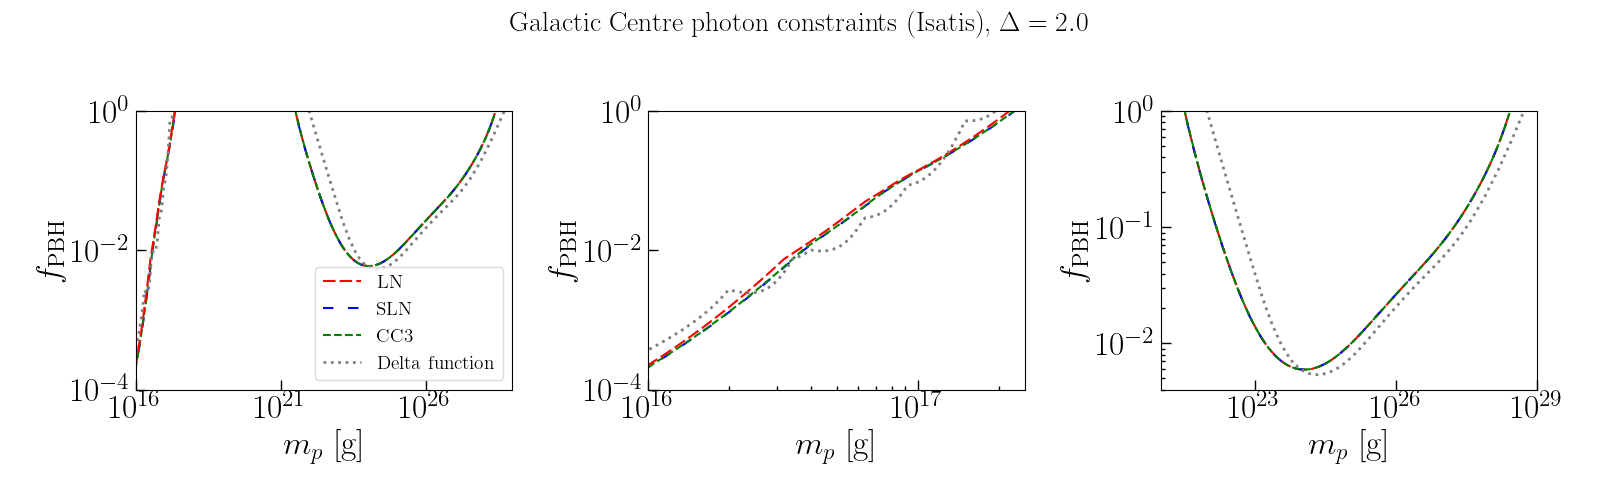 Galactic Centre photon constraints (Isatis), Δ = 2.0
f_PBH
10^0
10^−2
10^−4
10^16
10^21
10^26
m_p [g]
LN
SLN
CC3
Delta function
f_PBH
10^0
10^−2
10^−4
10^16
10^17
m_p [g]
f_PBH
10^0
10^−1
10^−2
10^23
10^26
10^29
m_p [g]